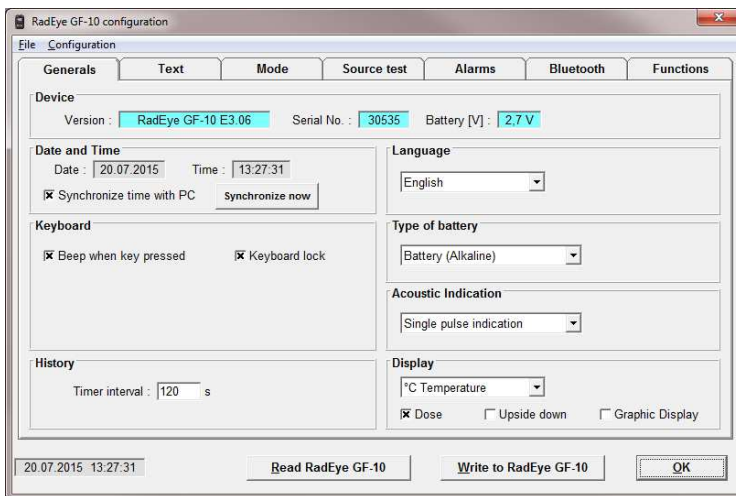 RadEye GF-10 configuration
File Configuration
Generals Text Mode Source test Alarms Bluetooth Functions
Device
Version : RadEye GF-10 E3.06 Serial No. : 30535 Battery [V] : 2,7 V
Date and Time
Date : 20.07.2015 Time : 13:27:31
Synchronize time with PC Synchronize now
Language
English
Keyboard
Beep when key pressed Keyboard lock
Type of battery
Battery (Alkaline)
Acoustic Indication
Single pulse indication
History
Timer interval : 120 s
Display
°C Temperature
Dose Upside down Graphic Display
20.07.2015 13:27:31 Read RadEye GF-10 Write to RadEye GF-10 OK